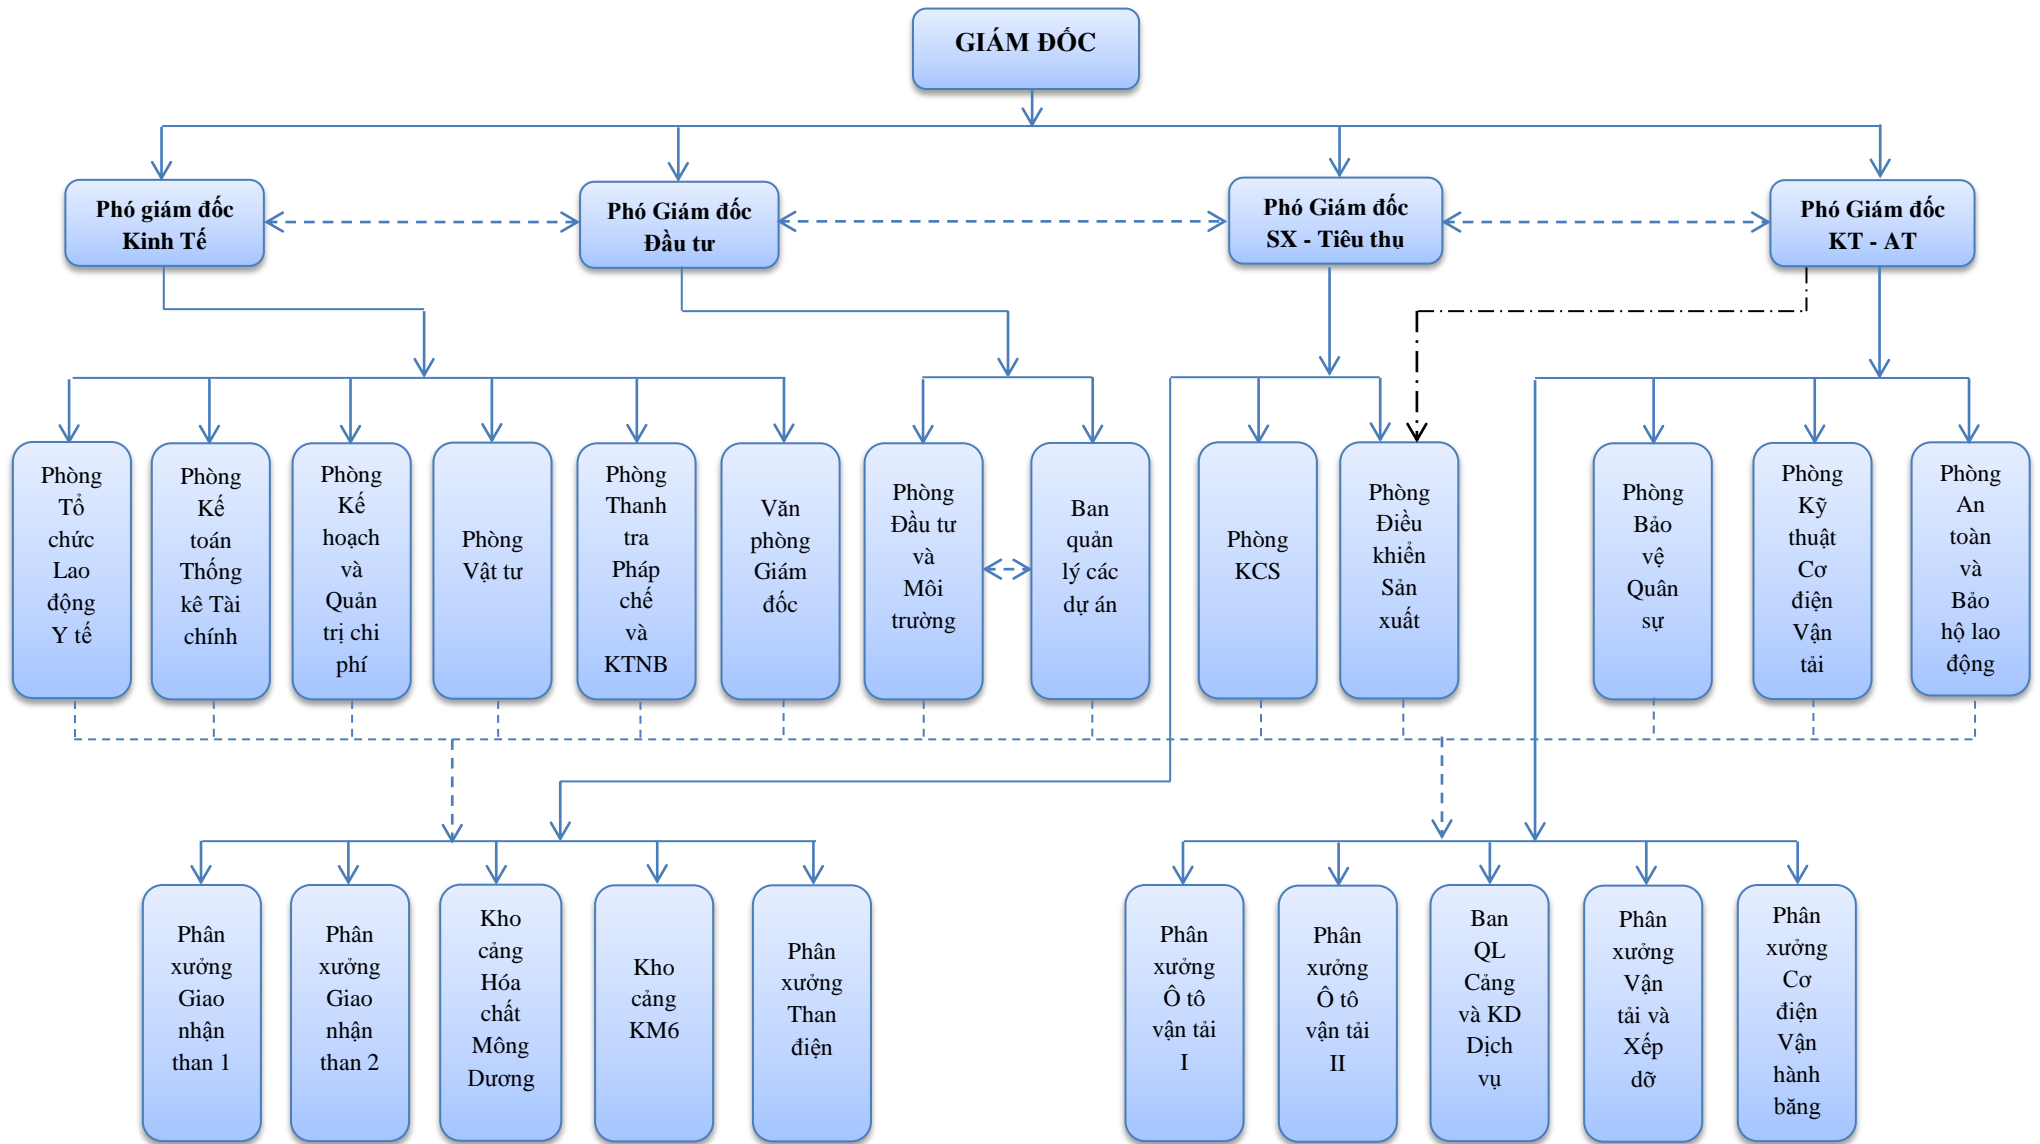 GIÁM ĐỐC
Phó giám đốc
Kinh Tế
Phó Giám đốc
Đầu tư
Phó Giám đốc
SX - Tiêu thụ
Phó Giám đốc
KT - AT
Phòng
Tổ
chức
Lao
động
Y tế
Phòng
Kế
toán
Thống
kê Tài
chính
Phòng
Kế
hoạch
và
Quản
trị chi
phí
Phòng
Vật tư
Phòng
Thanh
tra
Pháp
chế
và
KTNB
Văn
phòng
Giám
đốc
Phòng
Đầu tư
và
Môi
trường
Ban
quản
lý các
dự án
Phòng
KCS
Phòng
Điều
khiển
Sản
xuất
Phòng
Bảo
vệ
Quân
sự
Phòng
Kỹ
thuật
Cơ
điện
Vận
tải
Phòng
An
toàn
và
Bảo
hộ lao
động
Phân
xưởng
Giao
nhận
than 1
Phân
xưởng
Giao
nhận
than 2
Kho
cảng
Hóa
chất
Mông
Dương
Kho
cảng
KM6
Phân
xưởng
Than
điện
Phân
xưởng
Ô tô
vận tải
I
Phân
xưởng
Ô tô
vận tải
II
Ban
QL
Cảng
và KD
Dịch
vụ
Phân
xưởng
Vận
tải và
Xếp
dỡ
Phân
xưởng
Cơ
điện
Vận
hành
băng